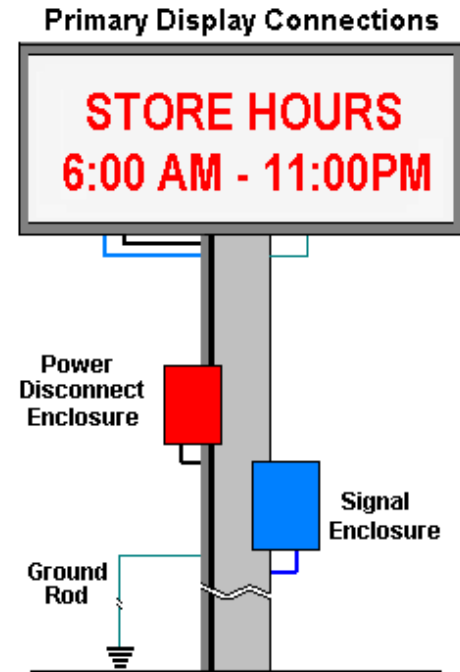 Primary Display Connections
STORE HOURS
6:00 AM - 11:00PM
Power
Disconnect
Enclosure
Signal
Enclosure
Ground
Rod